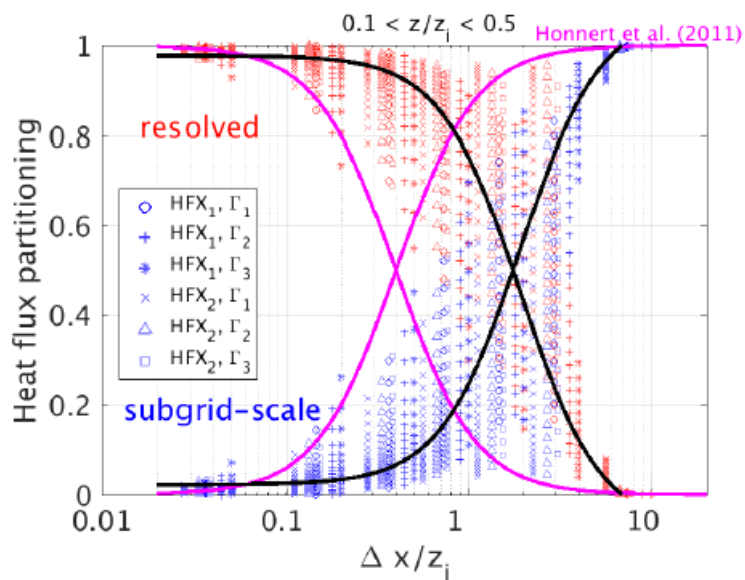 0.1 < z/z_i < 0.5
Honnert et al. (2011)
1
0.8
0.6
0.4
0.2
0
Heat flux partitioning
resolved
HFX_1, Γ_1
HFX_1, Γ_2
HFX_1, Γ_3
HFX_2, Γ_1
HFX_2, Γ_2
HFX_2, Γ_3
subgrid-scale
0.01
0.1
1
10
Δ x/z_i